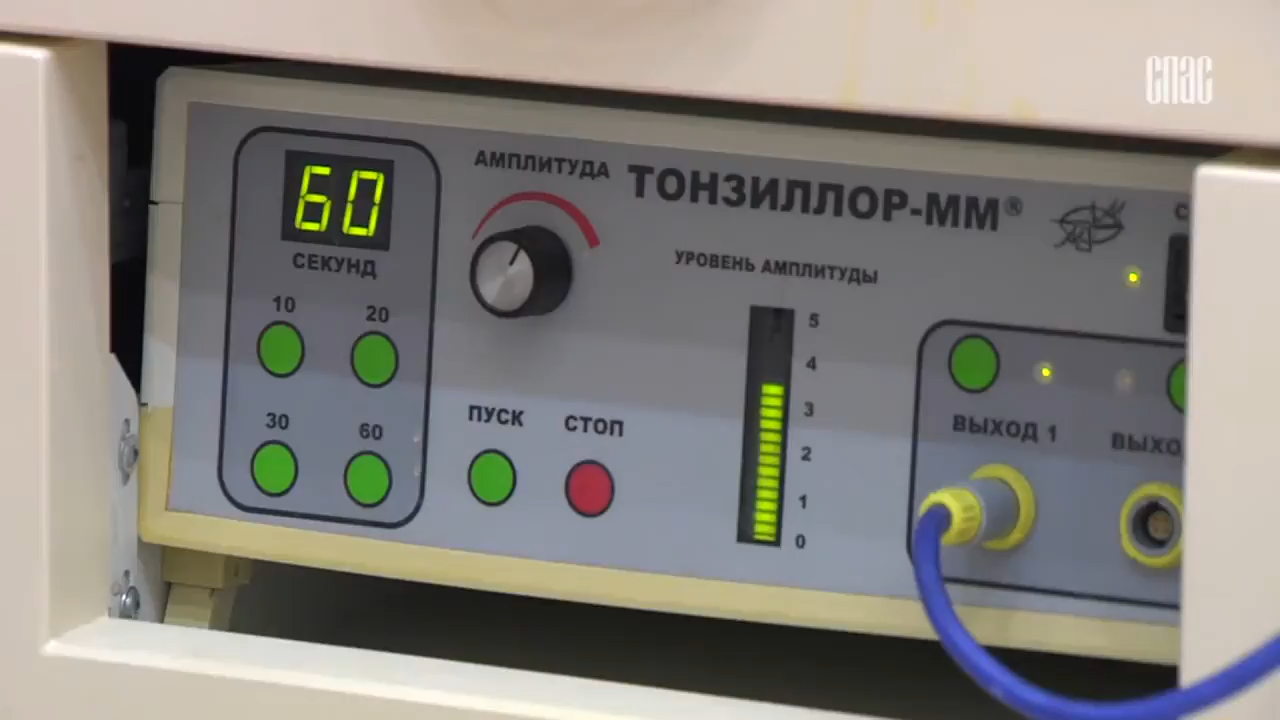 СПАС
60
СЕКУНД
10 20
30 60
АМПЛИТУДА
ТОНЗИЛЛОР-ММ®
УРОВЕНЬ АМПЛИТУДЫ
5
4
3
2
1
0
ПУСК СТОП
ВЫХОД 1